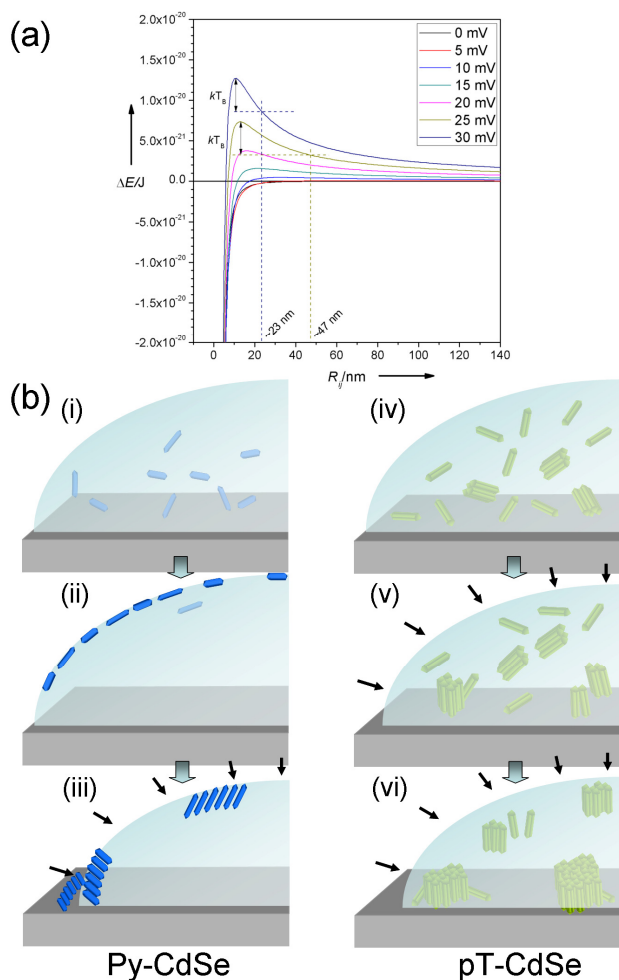 (a)
2.0x10⁻²⁰
1.5x10⁻²⁰
1.0x10⁻²⁰
5.0x10⁻²¹
0.0
-5.0x10⁻²¹
-1.0x10⁻²⁰
-1.5x10⁻²⁰
-2.0x10⁻²⁰
ΔE/J
kT_B
kT_B
0 mV
5 mV
10 mV
15 mV
20 mV
25 mV
30 mV
~23 nm
~47 nm
0 20 40 60 80 100 120 140
R_ij/nm
(b)
(i)
(iv)
(ii)
(v)
(iii)
(vi)
Py-CdSe
pT-CdSe